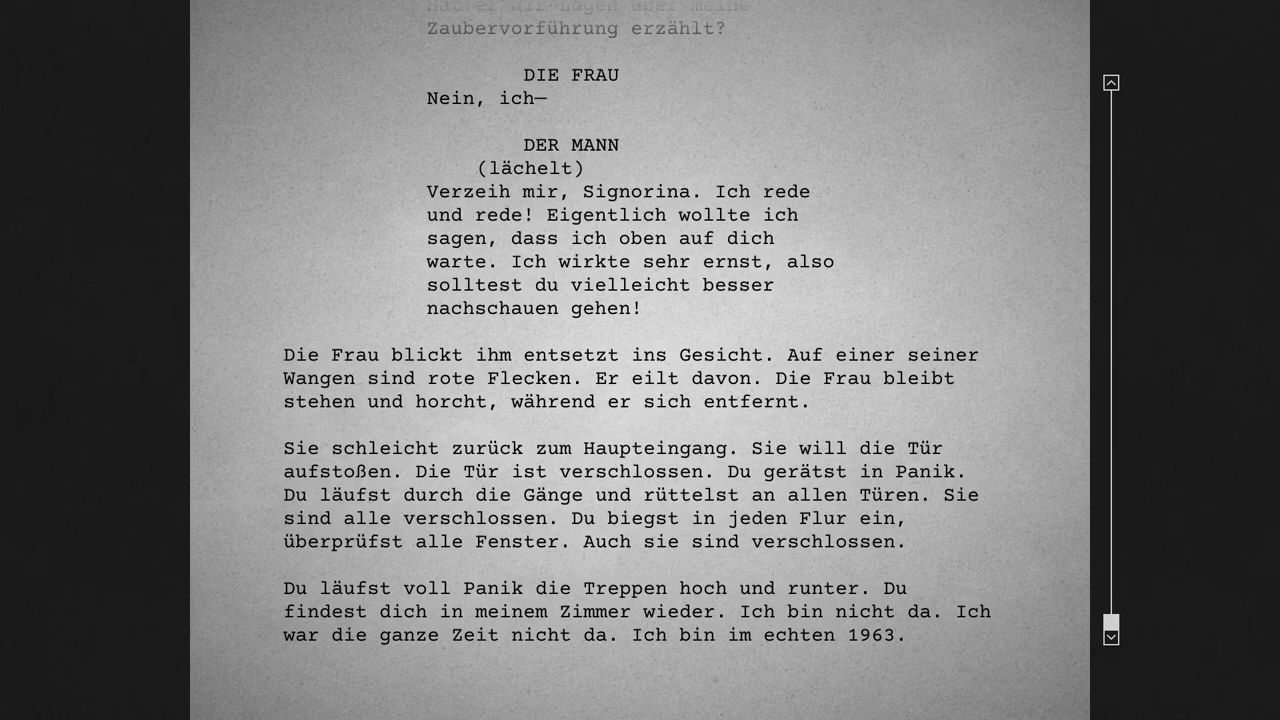 Hat er dir Lügen über meine
Zaubervorführung erzählt?
DIE FRAU
Nein, ich—
DER MANN
(lächelt)
Verzeih mir, Signorina. Ich rede
und rede! Eigentlich wollte ich
sagen, dass ich oben auf dich
warte. Ich wirkte sehr ernst, also
solltest du vielleicht besser
nachschauen gehen!
Die Frau blickt ihm entsetzt ins Gesicht. Auf einer seiner
Wangen sind rote Flecken. Er eilt davon. Die Frau bleibt
stehen und horcht, während er sich entfernt.
Sie schleicht zurück zum Haupteingang. Sie will die Tür
aufstoßen. Die Tür ist verschlossen. Du gerätst in Panik.
Du läufst durch die Gänge und rüttelst an allen Türen. Sie
sind alle verschlossen. Du biegst in jeden Flur ein,
überprüfst alle Fenster. Auch sie sind verschlossen.
Du läufst voll Panik die Treppen hoch und runter. Du
findest dich in meinem Zimmer wieder. Ich bin nicht da. Ich
war die ganze Zeit nicht da. Ich bin im echten 1963.